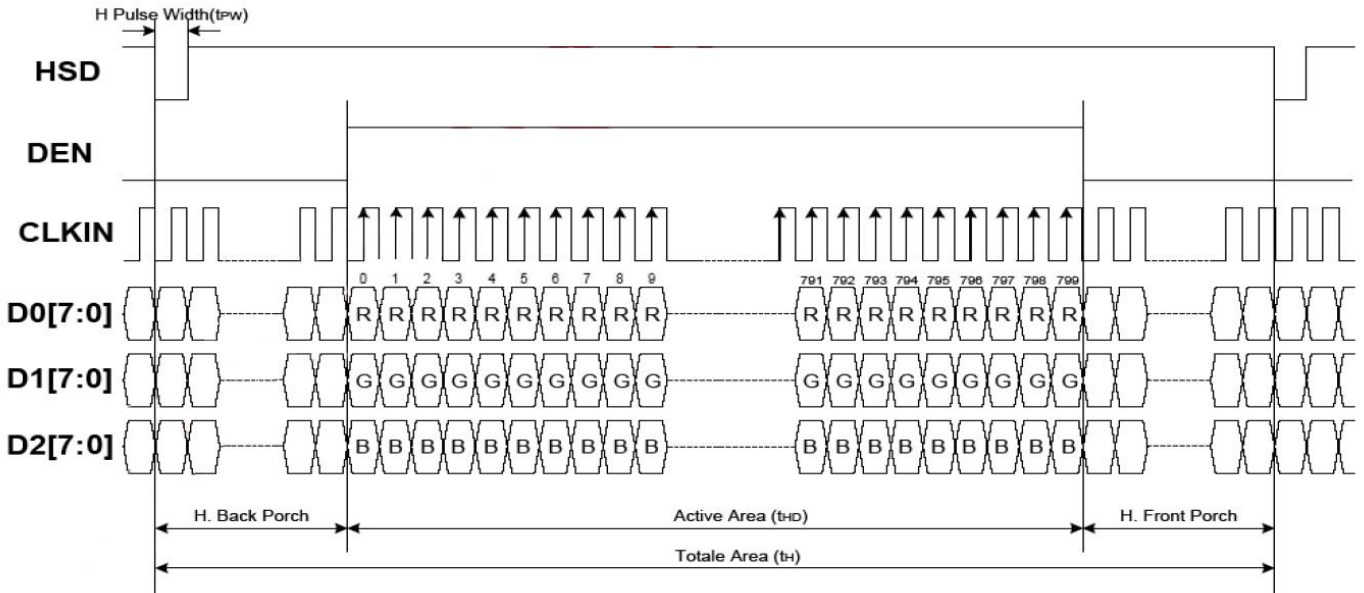 H Pulse Width(tPW)
HSD
DEN
CLKIN
0 1 2 3 4 5 6 7 8 9 791 792 793 794 795 796 797 798 799
D0[7:0] R R R R R R R R R R R R R R R R R R R
D1[7:0] G G G G G G G G G G G G G G G G G G G
D2[7:0] B B B B B B B B B B B B B B B B B B B
H. Back Porch Active Area (tHD) H. Front Porch
Totale Area (tH)